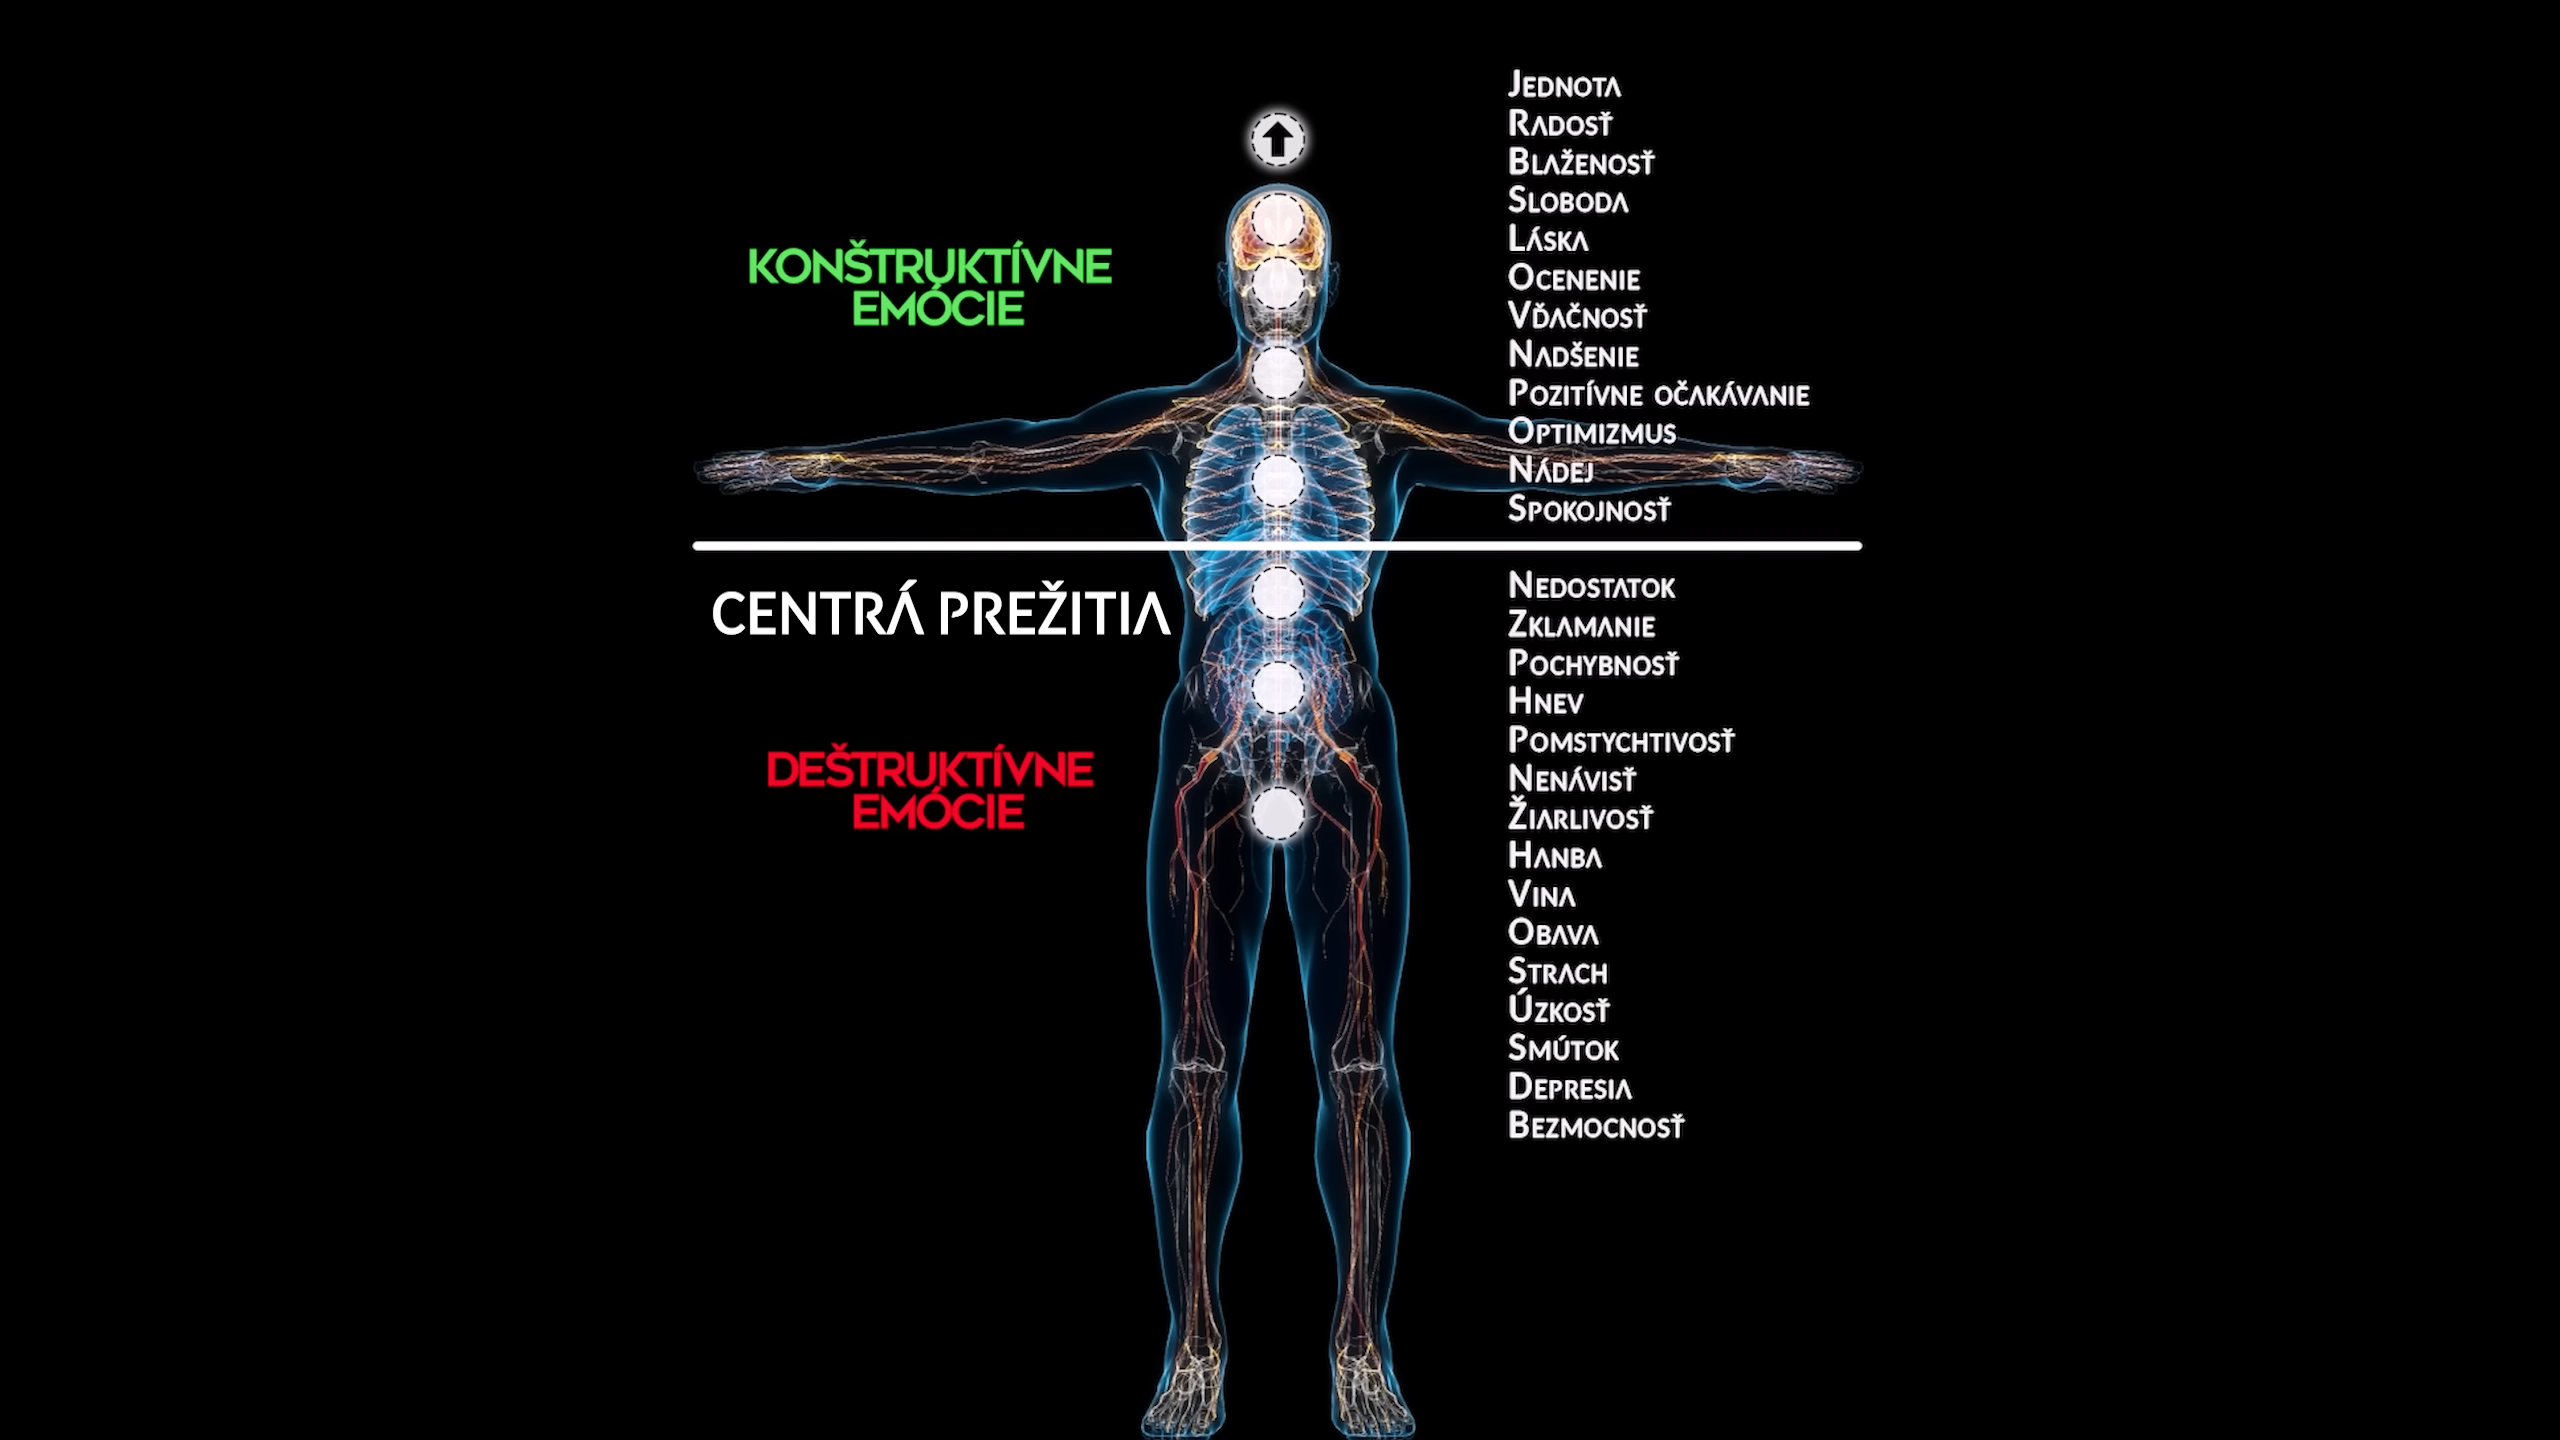 KONŠTRUKTÍVNE
EMÓCIE
CENTRÁ PREŽITIA
DEŠTRUKTÍVNE
EMÓCIE
Jednota
Radosť
Blaženosť
Sloboda
Láska
Ocenenie
Vďačnosť
Nadšenie
Pozitívne očakávanie
Optimizmus
Nádej
Spokojnosť
Nedostatok
Zklamanie
Pochybnosť
Hnev
Pomstychtivosť
Nenávisť
Žiarlivosť
Hanba
Vina
Obava
Strach
Úzkosť
Smútok
Depresia
Bezmocnosť